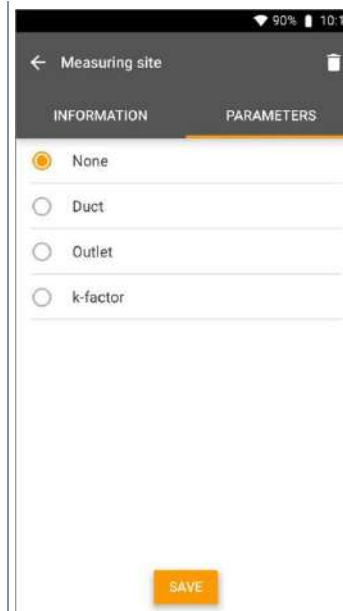 90% 10:1
Measuring site
INFORMATION PARAMETERS
None
Duct
Outlet
k-factor
SAVE